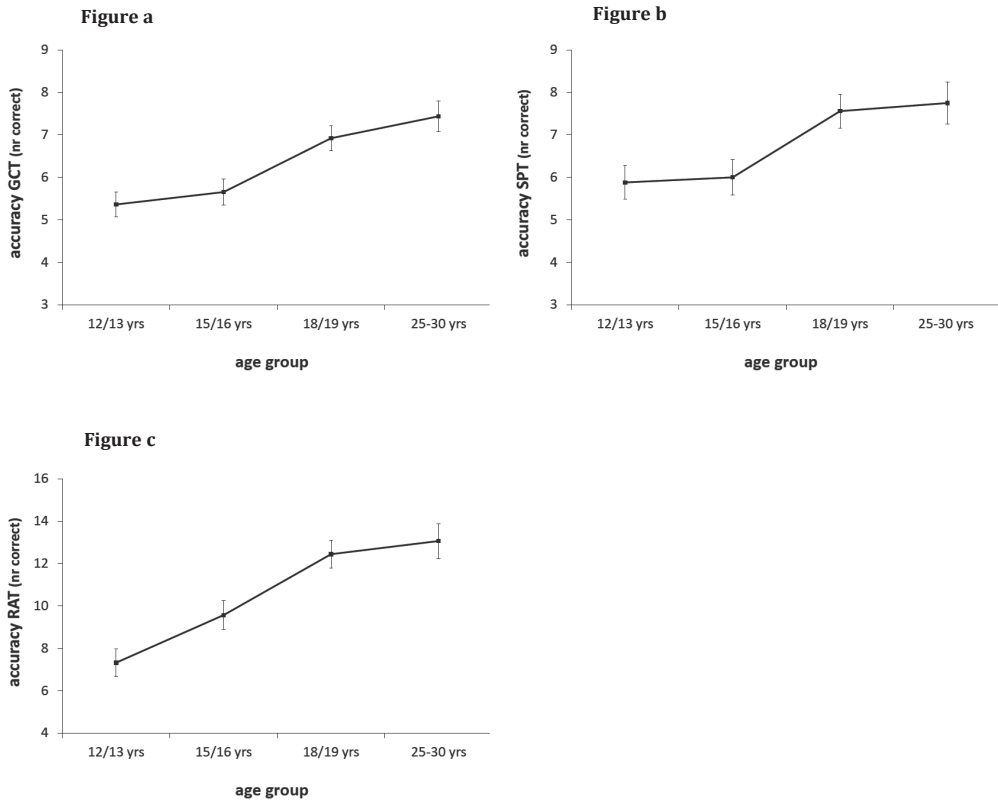 Figure a
9
8
7
6
5
4
3
accuracy GCT (nr correct)
12/13 yrs 15/16 yrs 18/19 yrs 25-30 yrs
age group
Figure b
9
8
7
6
5
4
3
accuracy SPT (nr correct)
12/13 yrs 15/16 yrs 18/19 yrs 25-30 yrs
age group
Figure c
16
14
12
10
8
6
4
accuracy RAT (nr correct)
12/13 yrs 15/16 yrs 18/19 yrs 25-30 yrs
age group